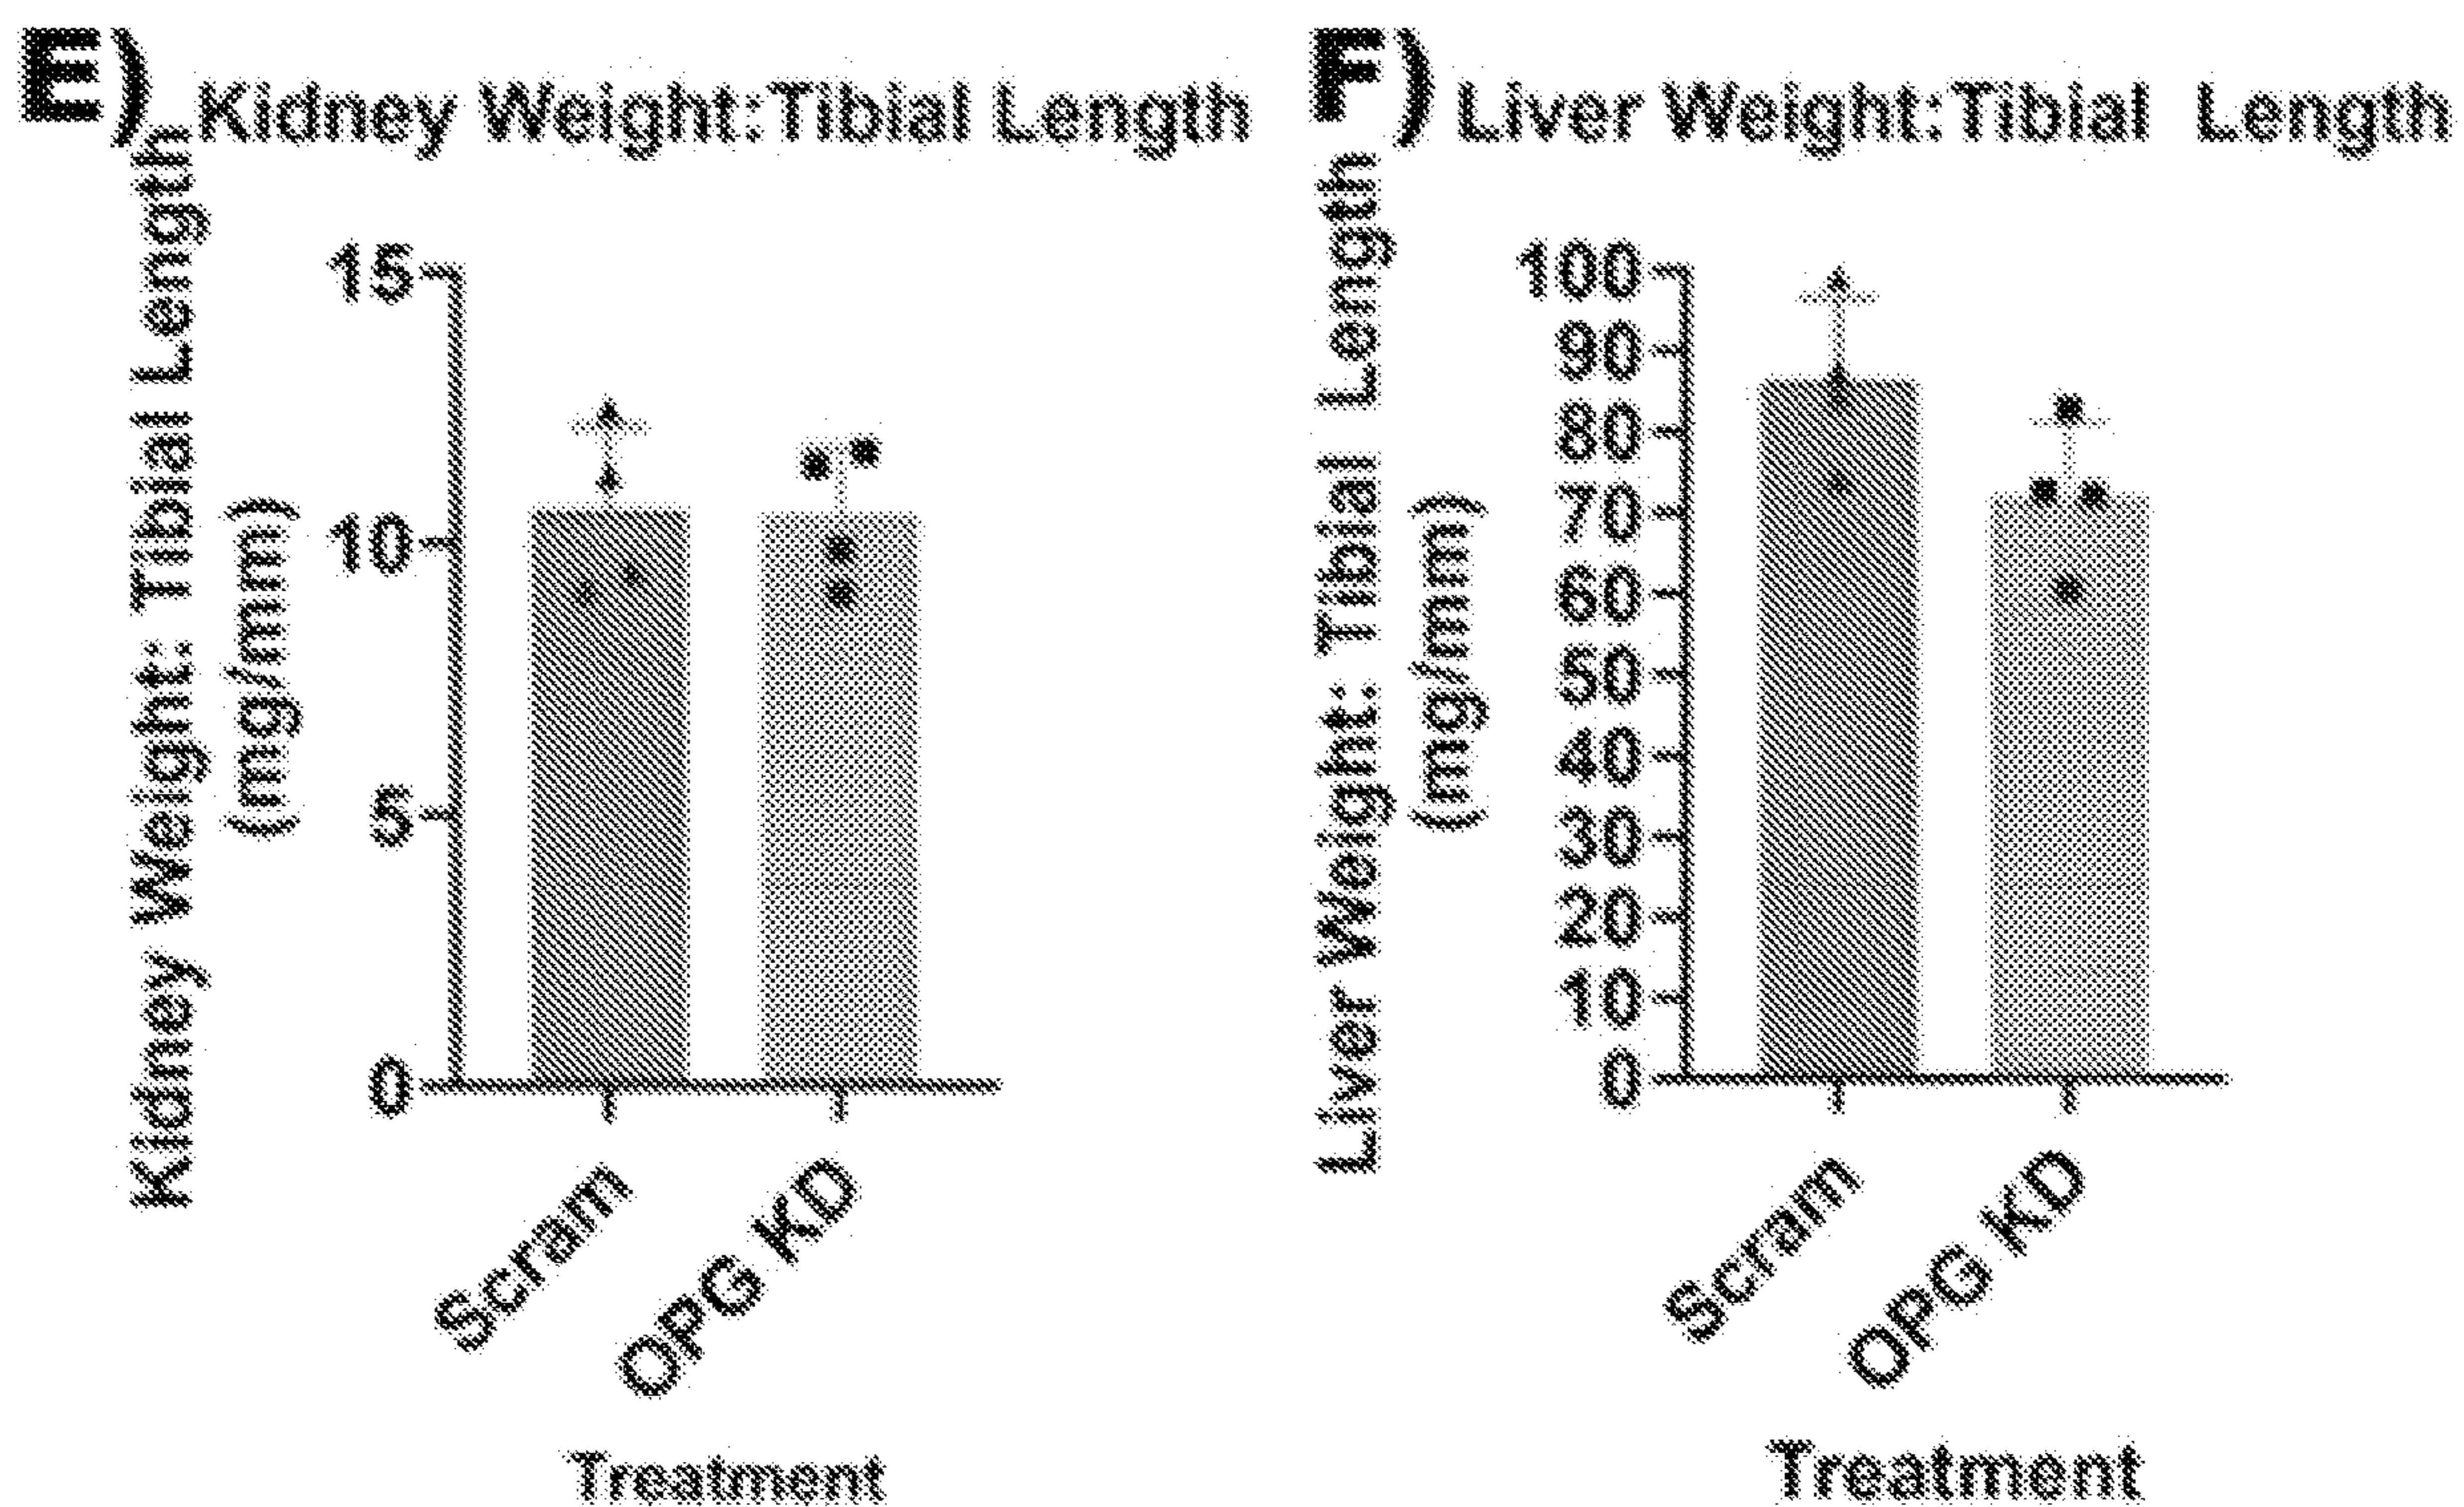 E)
Kidney Weight:Tibial Length
Kidney Weight: Tibial Length
(mg/mm)
15
10
5
0
Scram
OPG KD
Treatment
F)
Liver Weight:Tibial Length
Liver Weight: Tibial Length
(mg/mm)
100
90
80
70
60
50
40
30
20
10
0
Scram
OPG KD
Treatment